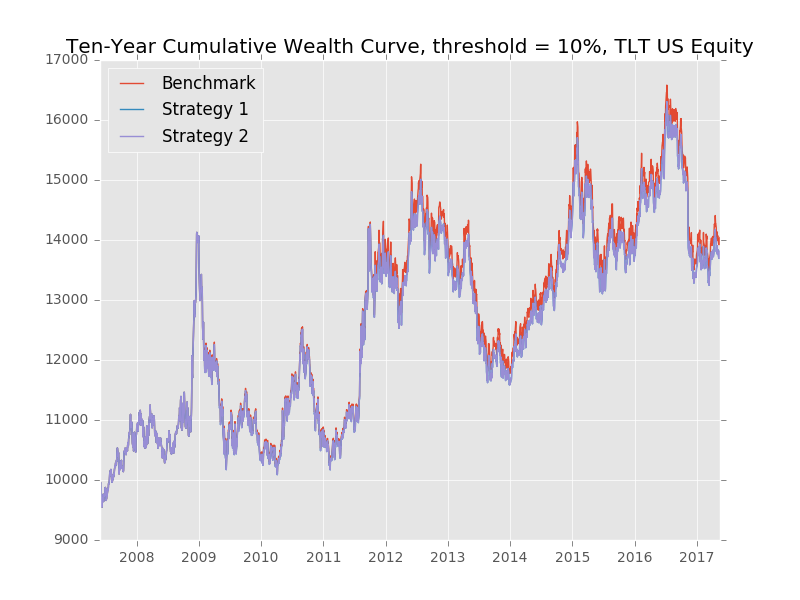 Ten-Year Cumulative Wealth Curve, threshold = 10%, TLT US Equity
17000
16000
15000
14000
13000
12000
11000
10000
9000
Benchmark
Strategy 1
Strategy 2
2008 2009 2010 2011 2012 2013 2014 2015 2016 2017